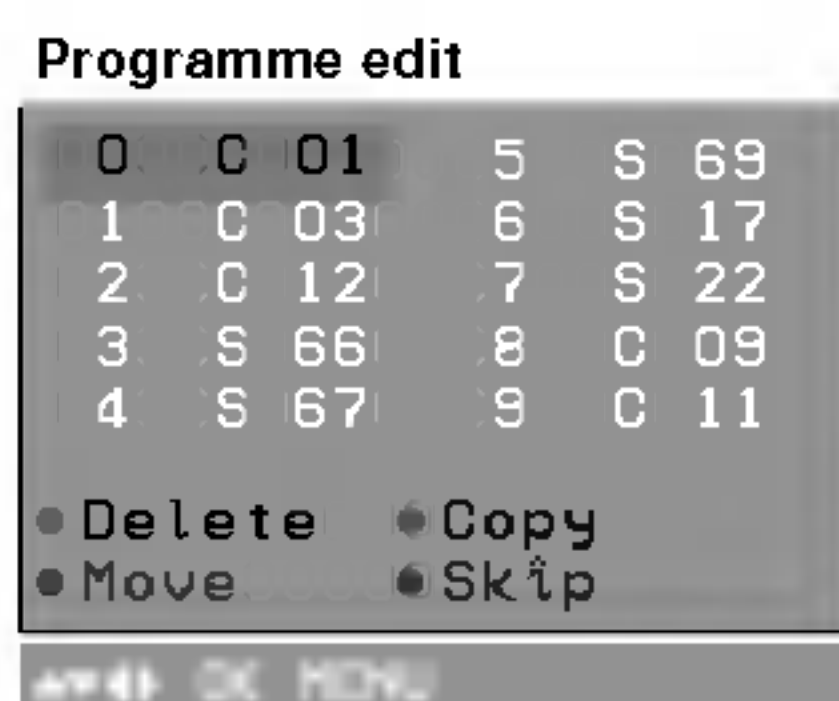 Programme edit
0 C 01 5 S 69
1 C 03 6 S 17
2 C 12 7 S 22
3 S 66 8 C 09
4 S 67 9 C 11
Delete Copy
Move Skip
OK MENU